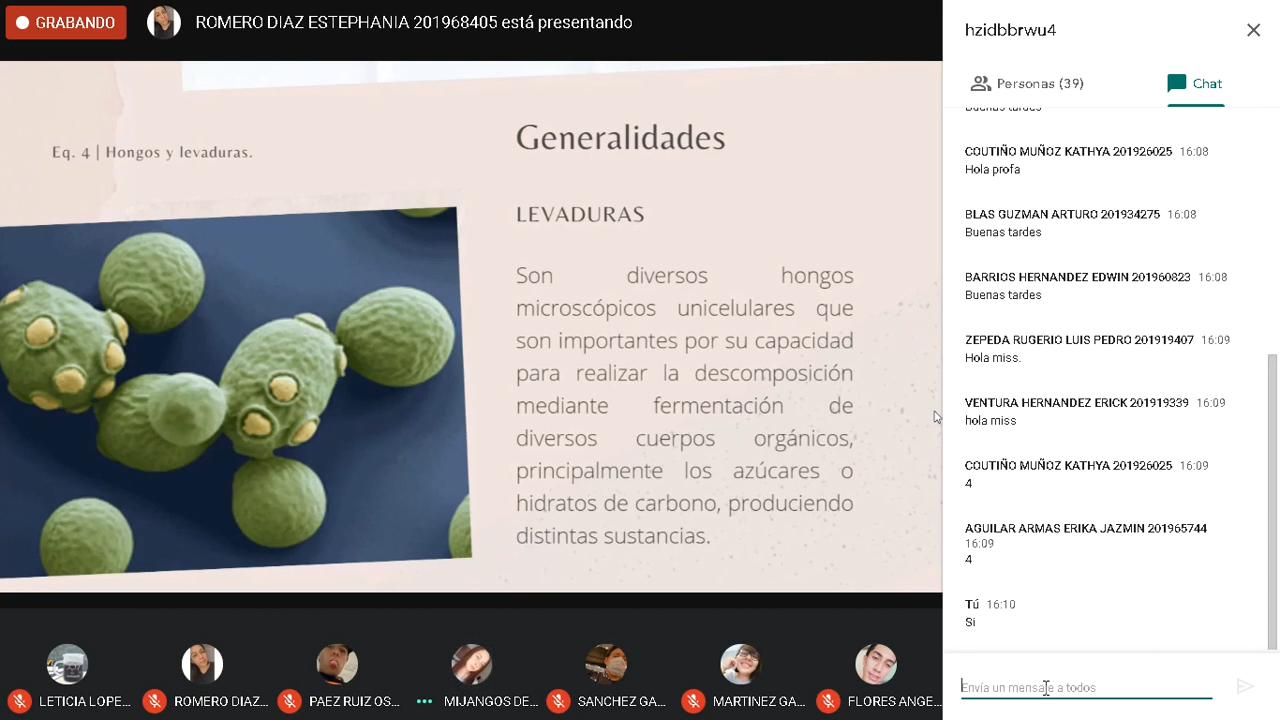 GRABANDO
ROMERO DIAZ ESTEPHANIA 201968405 está presentando
Eq. 4 | Hongos y levaduras.
Generalidades
LEVADURAS
Son diversos hongos
microscópicos unicelulares que
son importantes por su capacidad
para realizar la descomposición
mediante fermentación de
diversos cuerpos orgánicos,
principalmente los azúcares o
hidratos de carbono, produciendo
distintas sustancias.
LETICIA LOPE...
ROMERO DIAZ...
PAEZ RUIZ OS...
MIJANGOS DE...
SANCHEZ GA...
MARTINEZ GA...
FLORES ANGE...
hzidbbrwu4
Personas (39)
Chat
Buenas tardes
COUTIÑO MUÑOZ KATHYA 201926025 16:08
Hola profa
BLAS GUZMAN ARTURO 201934275 16:08
Buenas tardes
BARRIOS HERNANDEZ EDWIN 201960823 16:08
Buenas tardes
ZEPEDA RUGERIO LUIS PEDRO 201919407 16:09
Hola miss.
VENTURA HERNANDEZ ERICK 201919339 16:09
hola miss
COUTIÑO MUÑOZ KATHYA 201926025 16:09
4
AGUILAR ARMAS ERIKA JAZMIN 201965744
16:09
4
Tú 16:10
Si
Envía un mensaje a todos